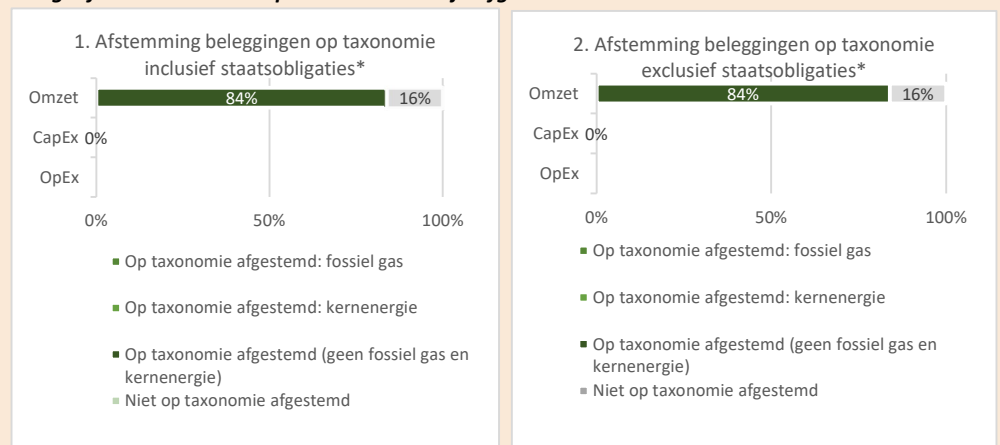 1. Afstemming beleggingen op taxonomie
inclusief staatsobligaties*
Omzet 84% 16%
CapEx 0%
OpEx
0% 50% 100%
Op taxonomie afgestemd: fossiel gas
Op taxonomie afgestemd: kernenergie
Op taxonomie afgestemd (geen fossiel gas en
kernenergie)
Niet op taxonomie afgestemd
2. Afstemming beleggingen op taxonomie
exclusief staatsobligaties*
Omzet 84% 16%
CapEx 0%
OpEx
0% 50% 100%
Op taxonomie afgestemd: fossiel gas
Op taxonomie afgestemd: kernenergie
Op taxonomie afgestemd (geen fossiel gas en
kernenergie)
Niet op taxonomie afgestemd